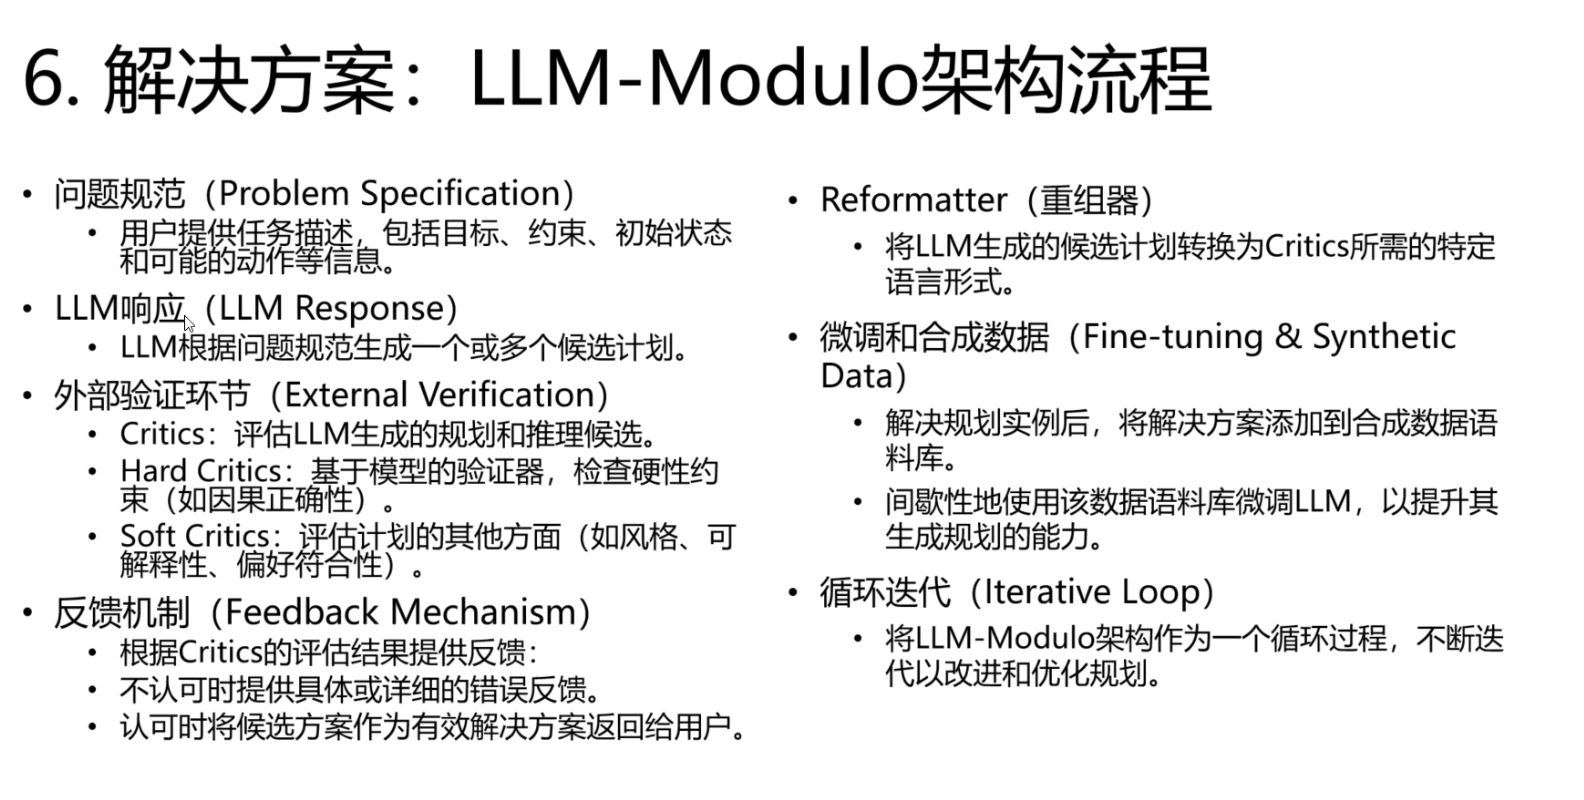 6. 解决方案：LLM-Modulo架构流程
• 问题规范（Problem Specification）
• 用户提供任务描述，包括目标、约束、初始状态
和可能的动作等信息。
• LLM响应（LLM Response）
• LLM根据问题规范生成一个或多个候选计划。
• 外部验证环节（External Verification）
• Critics：评估LLM生成的规划和推理候选。
• Hard Critics：基于模型的验证器，检查硬性约
束（如因果正确性）。
• Soft Critics：评估计划的其他方面（如风格、可
解释性、偏好符合性）。
• 反馈机制（Feedback Mechanism）
• 根据Critics的评估结果提供反馈：
• 不认可时提供具体或详细的错误反馈。
• 认可时将候选方案作为有效解决方案返回给用户。
• Reformatter（重组器）
• 将LLM生成的候选计划转换为Critics所需的特定
语言形式。
• 微调和合成数据（Fine-tuning & Synthetic
Data）
• 解决规划实例后，将解决方案添加到合成数据语
料库。
• 间歇性地使用该数据语料库微调LLM，以提升其
生成规划的能力。
• 循环迭代（Iterative Loop）
• 将LLM-Modulo架构作为一个循环过程，不断迭
代以改进和优化规划。